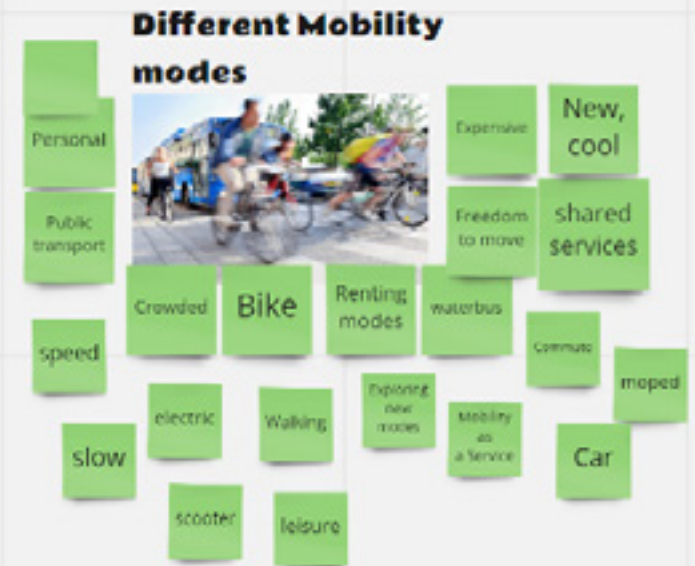 Different Mobility
modes
Personal
Expensive
New,
cool
Public
transport
Freedom
to move
shared
services
Crowded
Bike
Renting
modes
waterbus
speed
Commute
moped
electric
Walking
Exploring
new
modes
Mobility
as
a Service
slow
Car
scooter
leisure